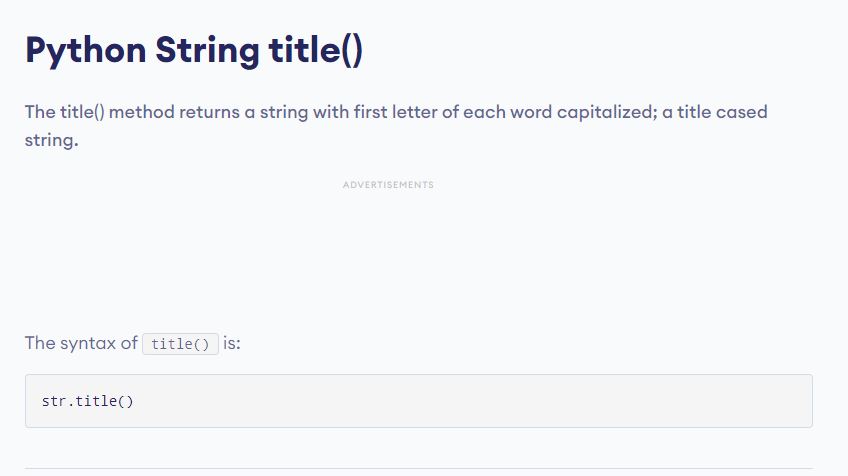 Python String title()
The title() method returns a string with first letter of each word capitalized; a title cased
string.
ADVERTISEMENTS
The syntax of title() is:
str.title()